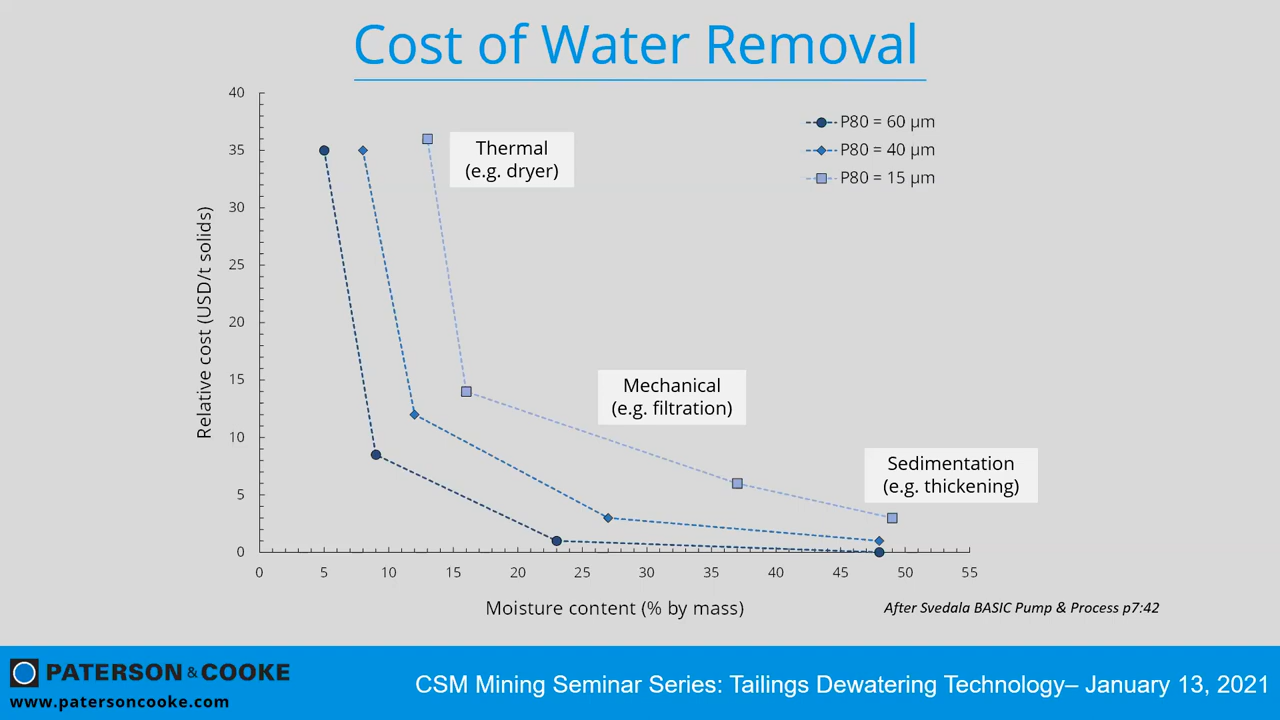 Cost of Water Removal
40
35
30
25
20
15
10
5
0
Relative cost (USD/t solids)
0 5 10 15 20 25 30 35 40 45 50 55
Moisture content (% by mass)
P80 = 60 µm
P80 = 40 µm
P80 = 15 µm
Thermal
(e.g. dryer)
Mechanical
(e.g. filtration)
Sedimentation
(e.g. thickening)
After Svedala BASIC Pump & Process p7:42
PATERSON & COOKE
www.patersoncooke.com
CSM Mining Seminar Series: Tailings Dewatering Technology– January 13, 2021